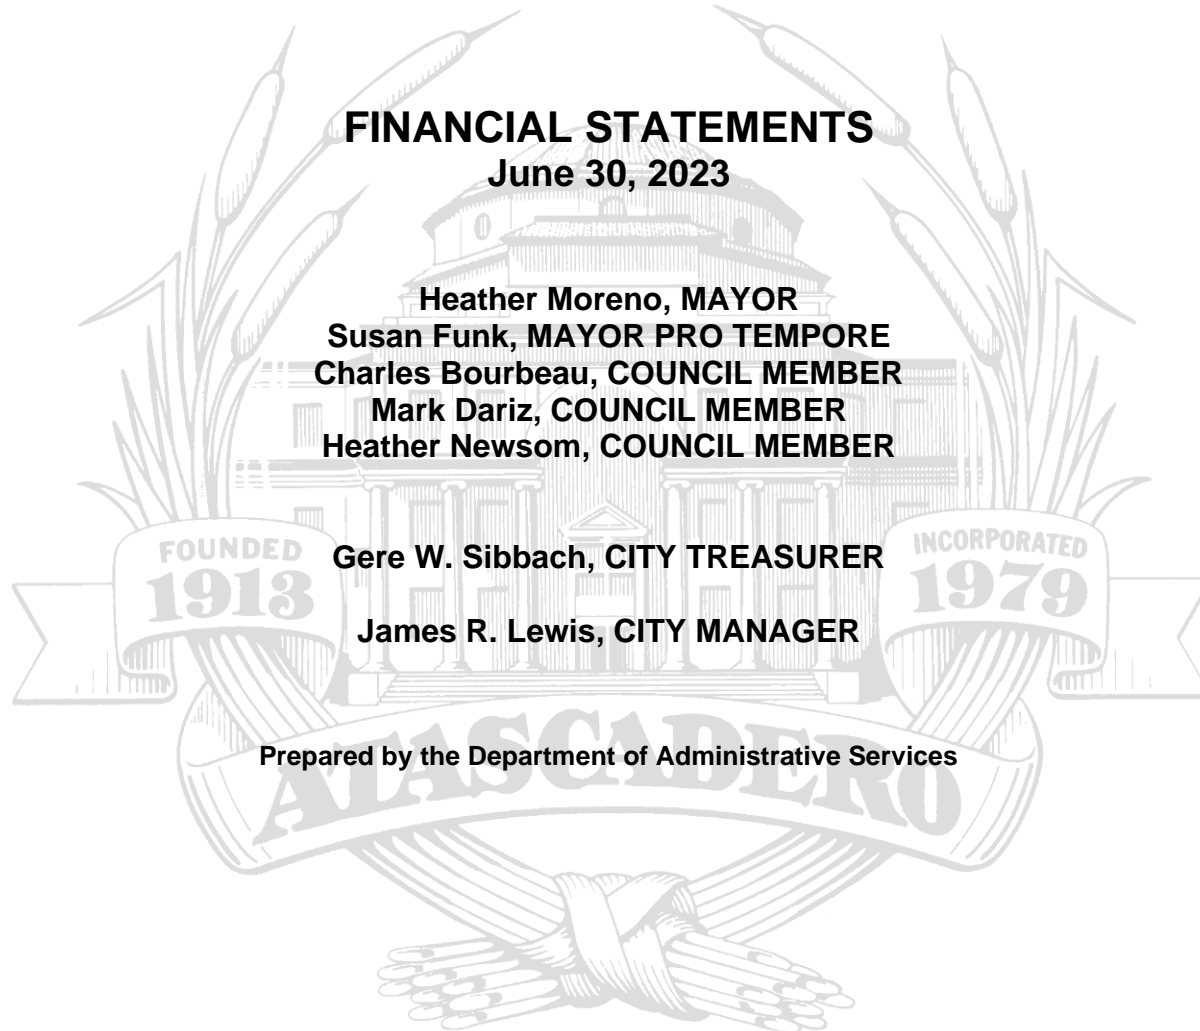 FINANCIAL STATEMENTS
June 30, 2023
Heather Moreno, MAYOR
Susan Funk, MAYOR PRO TEMPORE
Charles Bourbeau, COUNCIL MEMBER
Mark Dariz, COUNCIL MEMBER
Heather Newsom, COUNCIL MEMBER
Gere W. Sibbach, CITY TREASURER
James R. Lewis, CITY MANAGER
FOUNDED
1913
INCORPORATED
1979
Prepared by the Department of Administrative Services
ATASCADERO